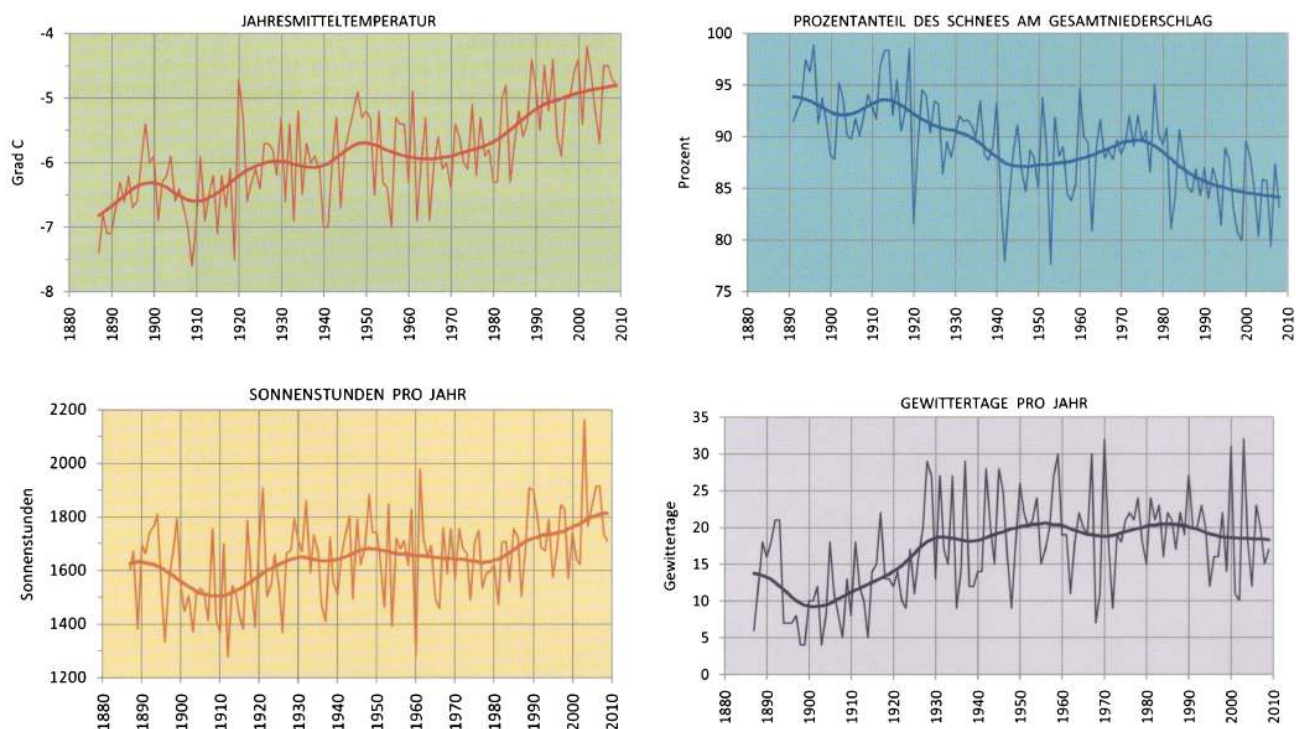 JAHRESMITTELTEMPERATUR
Grad C
-4
-5
-6
-7
-8
1880 1890 1900 1910 1920 1930 1940 1950 1960 1970 1980 1990 2000 2010
PROZENTANTEIL DES SCHNEES AM GESAMTNIEDERSCHLAG
Prozent
100
95
90
85
80
75
1880 1890 1900 1910 1920 1930 1940 1950 1960 1970 1980 1990 2000 2010
SONNENSTUNDEN PRO JAHR
Sonnenstunden
2200
2000
1800
1600
1400
1200
1880 1890 1900 1910 1920 1930 1940 1950 1960 1970 1980 1990 2000 2010
GEWITTERTAGE PRO JAHR
Gewittertage
35
30
25
20
15
10
5
0
1880 1890 1900 1910 1920 1930 1940 1950 1960 1970 1980 1990 2000 2010